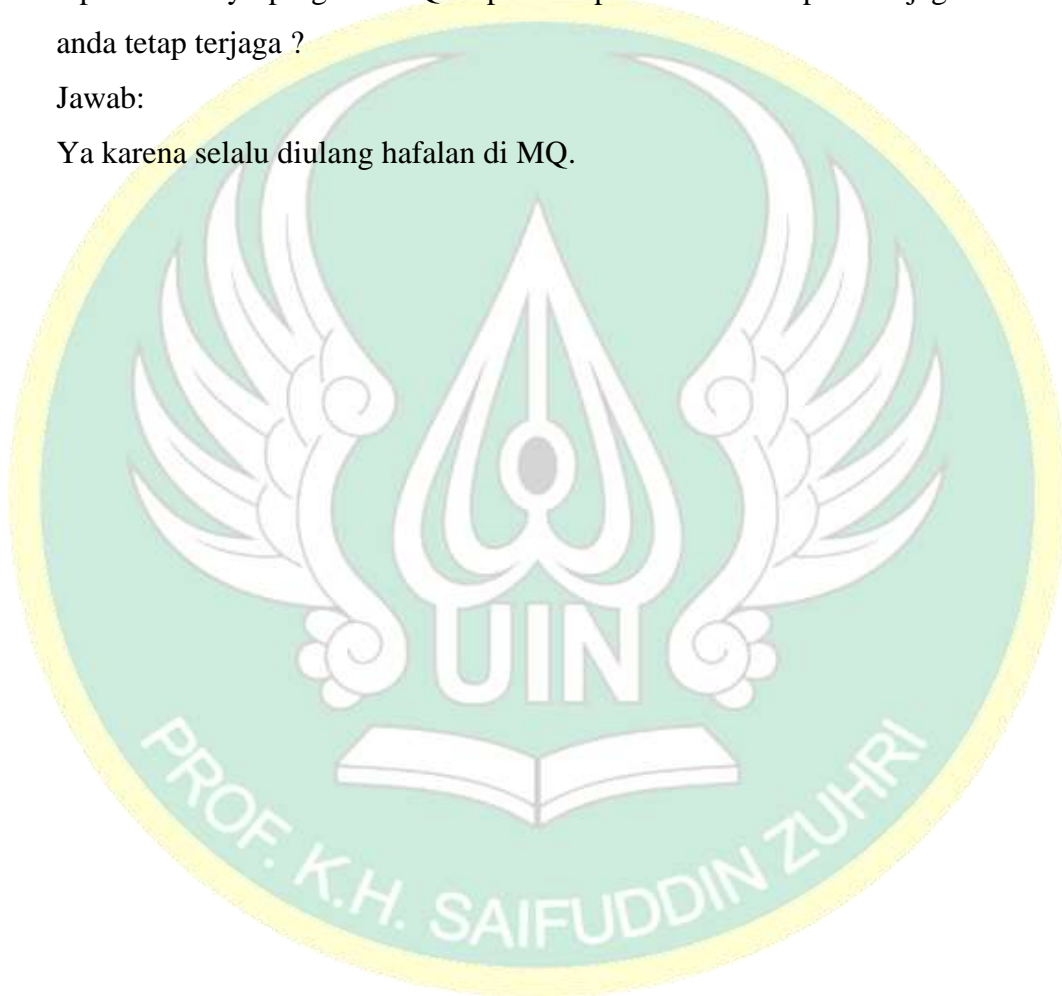 anda tetap terjaga ?
Jawab:
Ya karena selalu diulang hafalan di MQ.
UIN
PROF. K.H. SAIFUDDIN ZUHRI